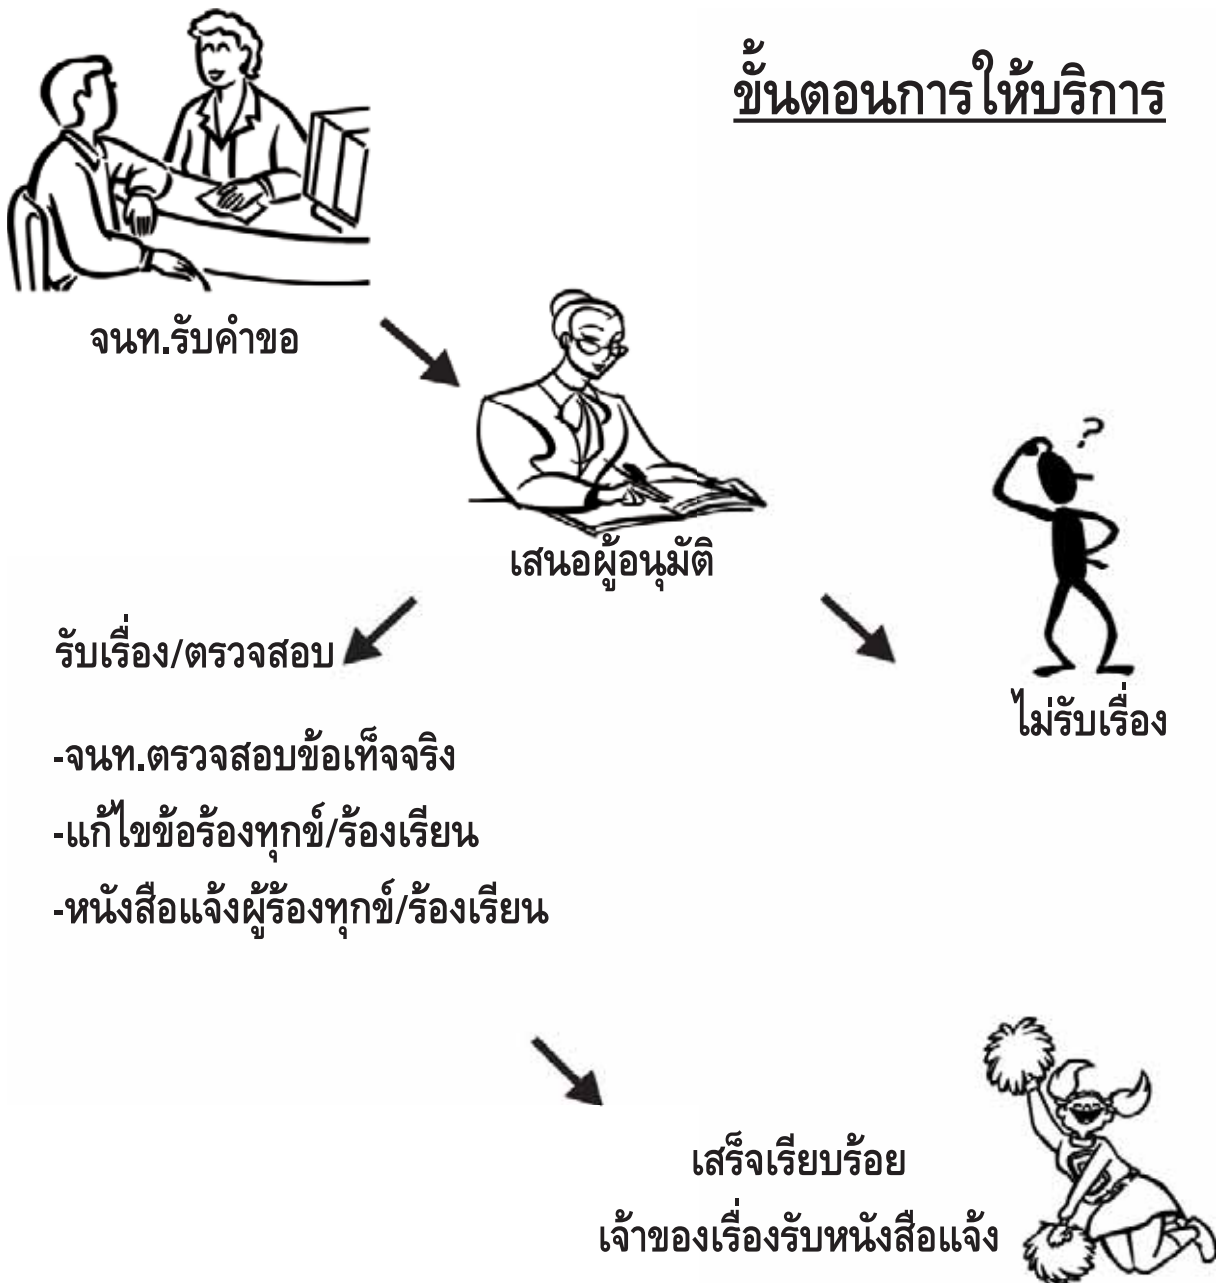 ขั้นตอนการให้บริการ
จนท.รับคำขอ
เสนอผู้อนุมัติ
?
รับเรื่อง/ตรวจสอบ
ไม่รับเรื่อง
-จนท.ตรวจสอบข้อเท็จจริง
-แก้ไขข้อร้องทุกข์/ร้องเรียน
-หนังสือแจ้งผู้ร้องทุกข์/ร้องเรียน
เสร็จเรียบร้อย
เจ้าของเรื่องรับหนังสือแจ้ง